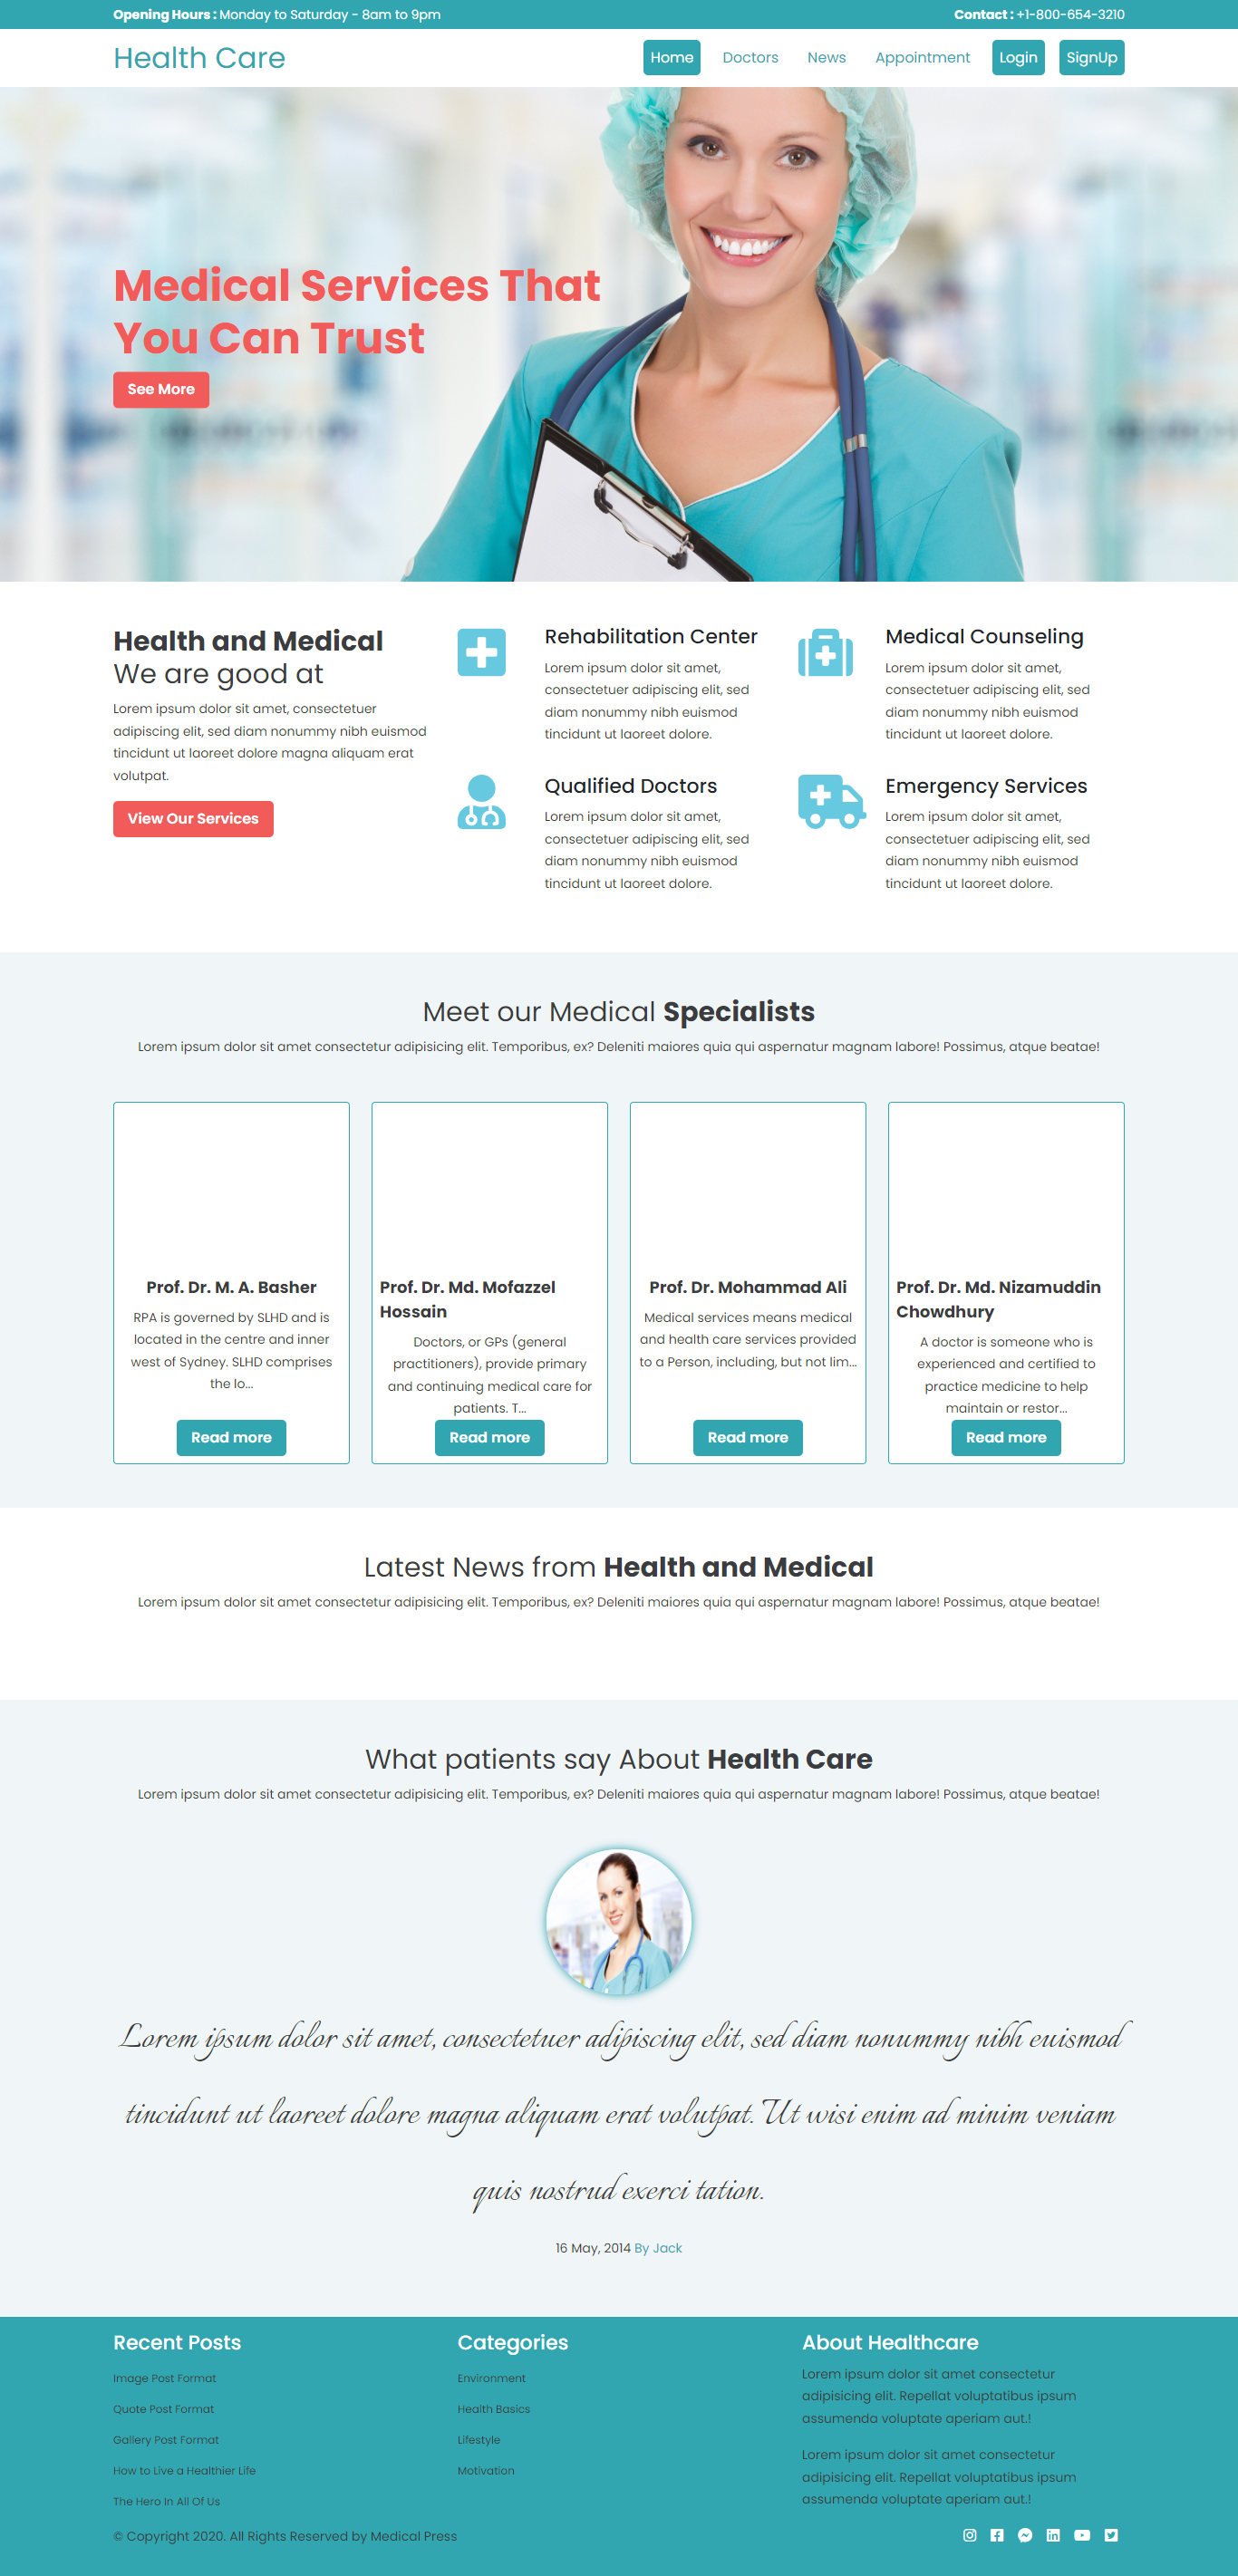 Opening Hours : Monday to Saturday - 8am to 9pm
Contact : +1-800-654-3210
Health Care
Home
Doctors
News
Appointment
Login
SignUp
Medical Services That
You Can Trust
See More
Health and Medical
We are good at
Lorem ipsum dolor sit amet, consectetuer
adipiscing elit, sed diam nonummy nibh euismod
tincidunt ut laoreet dolore magna aliquam erat
volutpat.
View Our Services
Rehabilitation Center
Lorem ipsum dolor sit amet,
consectetuer adipiscing elit, sed
diam nonummy nibh euismod
tincidunt ut laoreet dolore.
Medical Counseling
Lorem ipsum dolor sit amet,
consectetuer adipiscing elit, sed
diam nonummy nibh euismod
tincidunt ut laoreet dolore.
Qualified Doctors
Lorem ipsum dolor sit amet,
consectetuer adipiscing elit, sed
diam nonummy nibh euismod
tincidunt ut laoreet dolore.
Emergency Services
Lorem ipsum dolor sit amet,
consectetuer adipiscing elit, sed
diam nonummy nibh euismod
tincidunt ut laoreet dolore.
Meet our Medical Specialists
Lorem ipsum dolor sit amet consectetur adipisicing elit. Temporibus, ex? Deleniti maiores quia qui aspernatur magnam labore! Possimus, atque beatae!
Prof. Dr. M. A. Basher
RPA is governed by SLHD and is
located in the centre and inner
west of Sydney. SLHD comprises
the lo...
Read more
Prof. Dr. Md. Mofazzel
Hossain
Doctors, or GPs (general
practitioners), provide primary
and continuing medical care for
patients. T...
Read more
Prof. Dr. Mohammad Ali
Medical services means medical
and health care services provided
to a Person, including, but not lim...
Read more
Prof. Dr. Md. Nizamuddin
Chowdhury
A doctor is someone who is
experienced and certified to
practice medicine to help
maintain or restor...
Read more
Latest News from Health and Medical
Lorem ipsum dolor sit amet consectetur adipisicing elit. Temporibus, ex? Deleniti maiores quia qui aspernatur magnam labore! Possimus, atque beatae!
What patients say About Health Care
Lorem ipsum dolor sit amet consectetur adipisicing elit. Temporibus, ex? Deleniti maiores quia qui aspernatur magnam labore! Possimus, atque beatae!
Lorem ipsum dolor sit amet, consectetuer adipiscing elit, sed diam nonummy nibh euismod
tincidunt ut laoreet dolore magna aliquam erat volutpat. Ut wisi enim ad minim veniam
quis nostrud exerci tation.
16 May, 2014 By Jack
Recent Posts
Image Post Format
Quote Post Format
Gallery Post Format
How to Live a Healthier Life
The Hero In All Of Us
Categories
Environment
Health Basics
Lifestyle
Motivation
About Healthcare
Lorem ipsum dolor sit amet consectetur
adipisicing elit. Repellat voluptatibus ipsum
assumenda voluptate aperiam aut.!
Lorem ipsum dolor sit amet consectetur
adipisicing elit. Repellat voluptatibus ipsum
assumenda voluptate aperiam aut.!
© Copyright 2020. All Rights Reserved by Medical Press